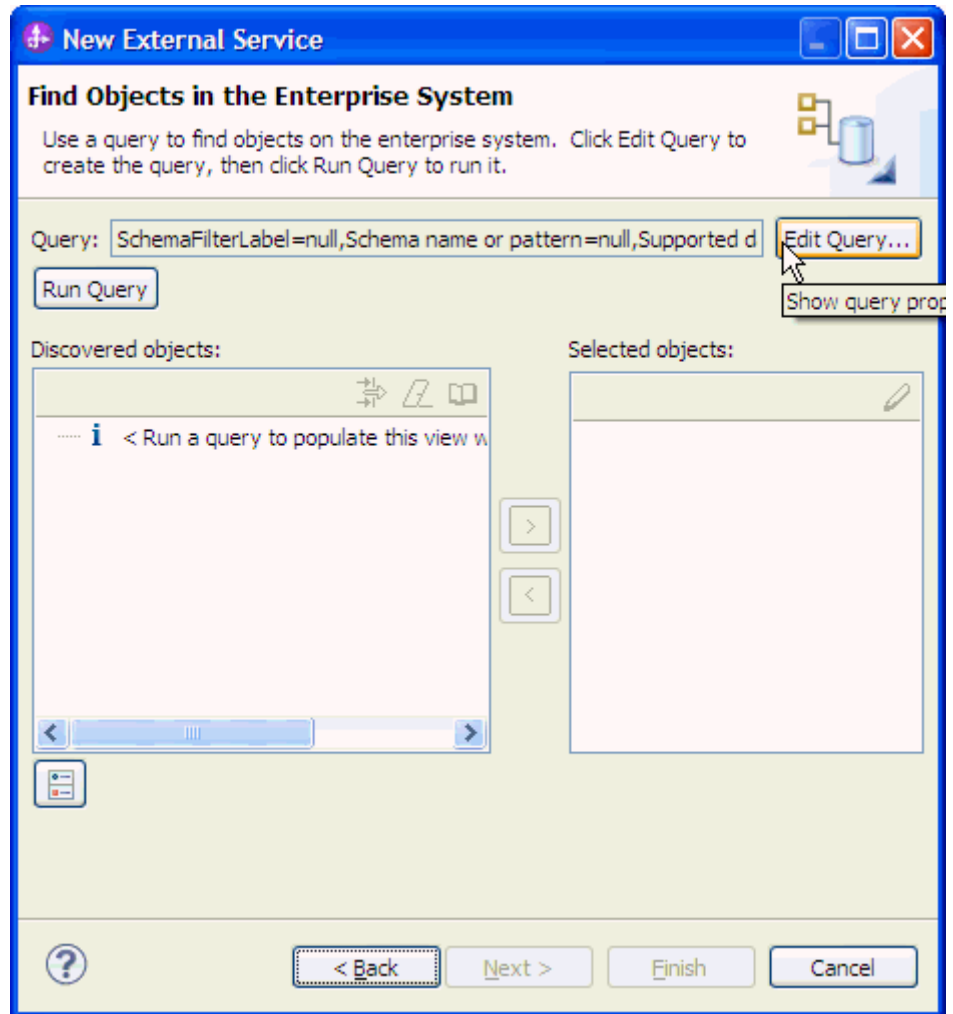 New External Service
Find Objects in the Enterprise System
Use a query to find objects on the enterprise system. Click Edit Query to
create the query, then click Run Query to run it.
Query: SchemaFilterLabel=null,Schema name or pattern=null,Supported d Edit Query...
Run Query
Show query prop
Discovered objects: Selected objects:
i < Run a query to populate this view w
>
<
? < Back Next > Finish Cancel